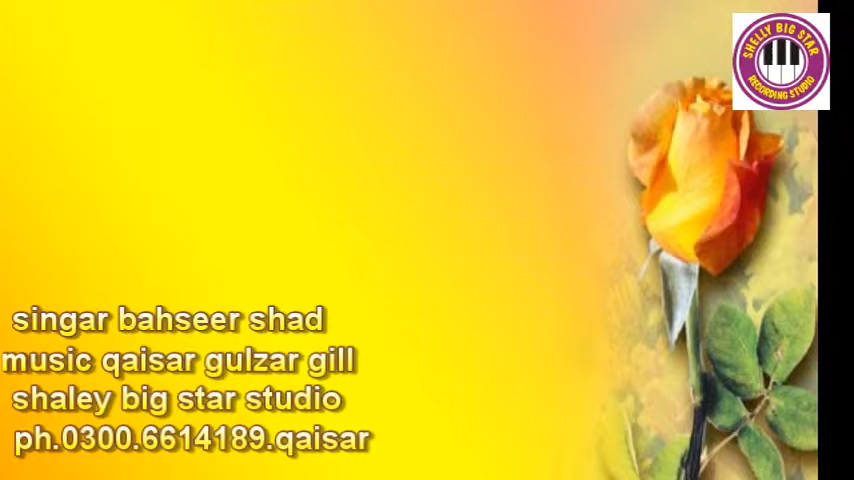 SHELLY BIG STAR
RECORDING STUDIO
singar bahseer shad
music qaisar gulzar gill
shaley big star studio
ph.0300.6614189.qaisar